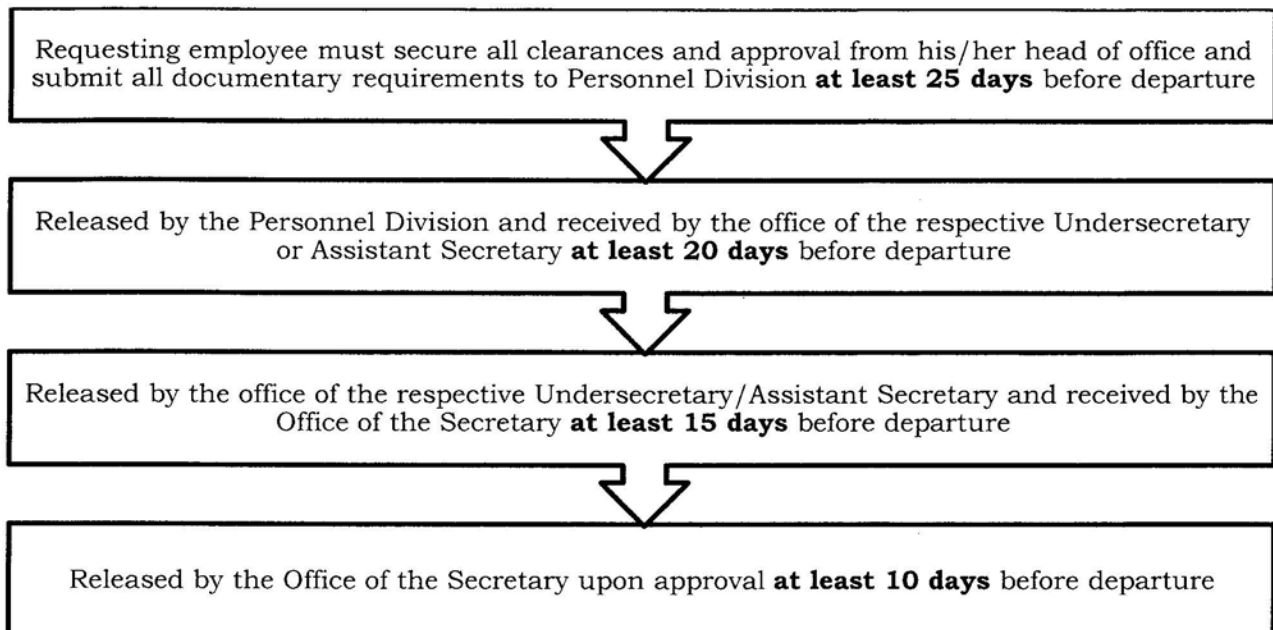 Requesting employee must secure all clearances and approval from his/her head of office and
submit all documentary requirements to Personnel Division at least 25 days before departure
Released by the Personnel Division and received by the office of the respective Undersecretary
or Assistant Secretary at least 20 days before departure
Released by the office of the respective Undersecretary/Assistant Secretary and received by the
Office of the Secretary at least 15 days before departure
Released by the Office of the Secretary upon approval at least 10 days before departure